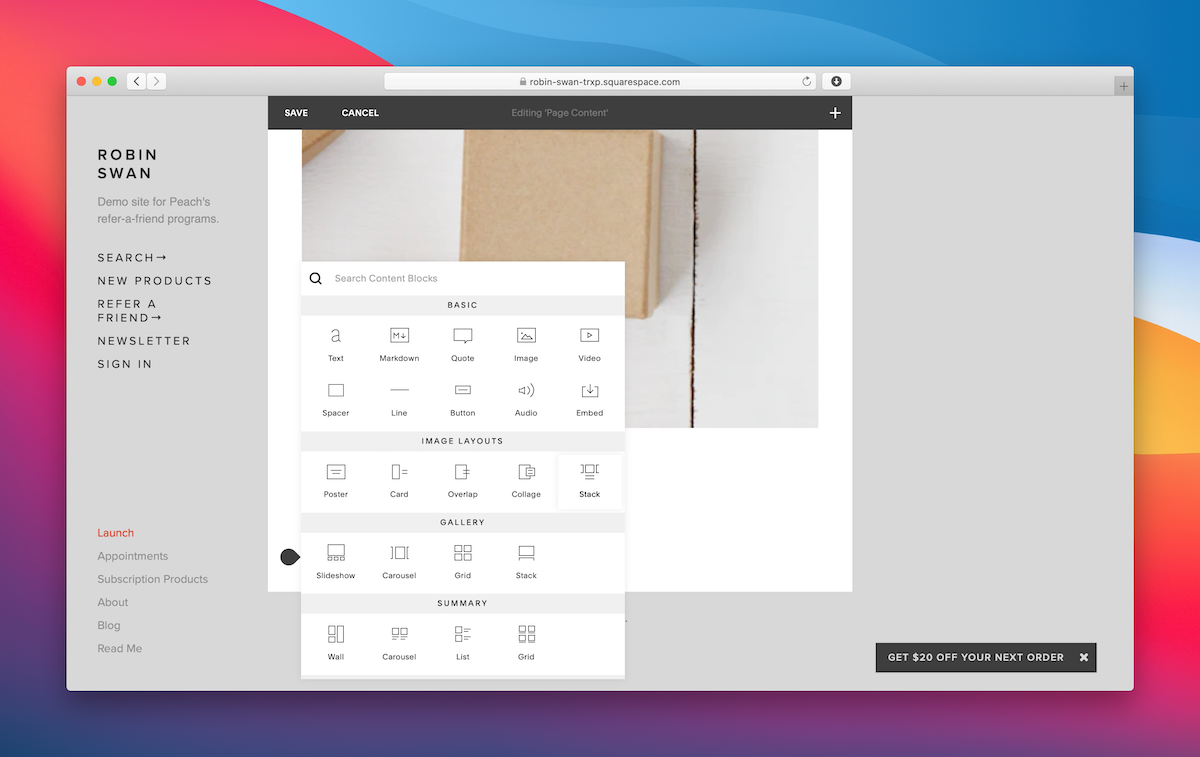 robin-swan-trxp.squarespace.com
SAVE CANCEL Editing 'Page Content'
ROBIN
SWAN
Demo site for Peach's
refer-a-friend programs.
SEARCH→
NEW PRODUCTS
REFER A
FRIEND→
NEWSLETTER
SIGN IN
Launch
Appointments
Subscription Products
About
Blog
Read Me
Search Content Blocks
BASIC
Text Markdown Quote Image Video
Spacer Line Button Audio Embed
IMAGE LAYOUTS
Poster Card Overlap Collage Stack
GALLERY
Slideshow Carousel Grid Stack
SUMMARY
Wall Carousel List Grid
GET $20 OFF YOUR NEXT ORDER